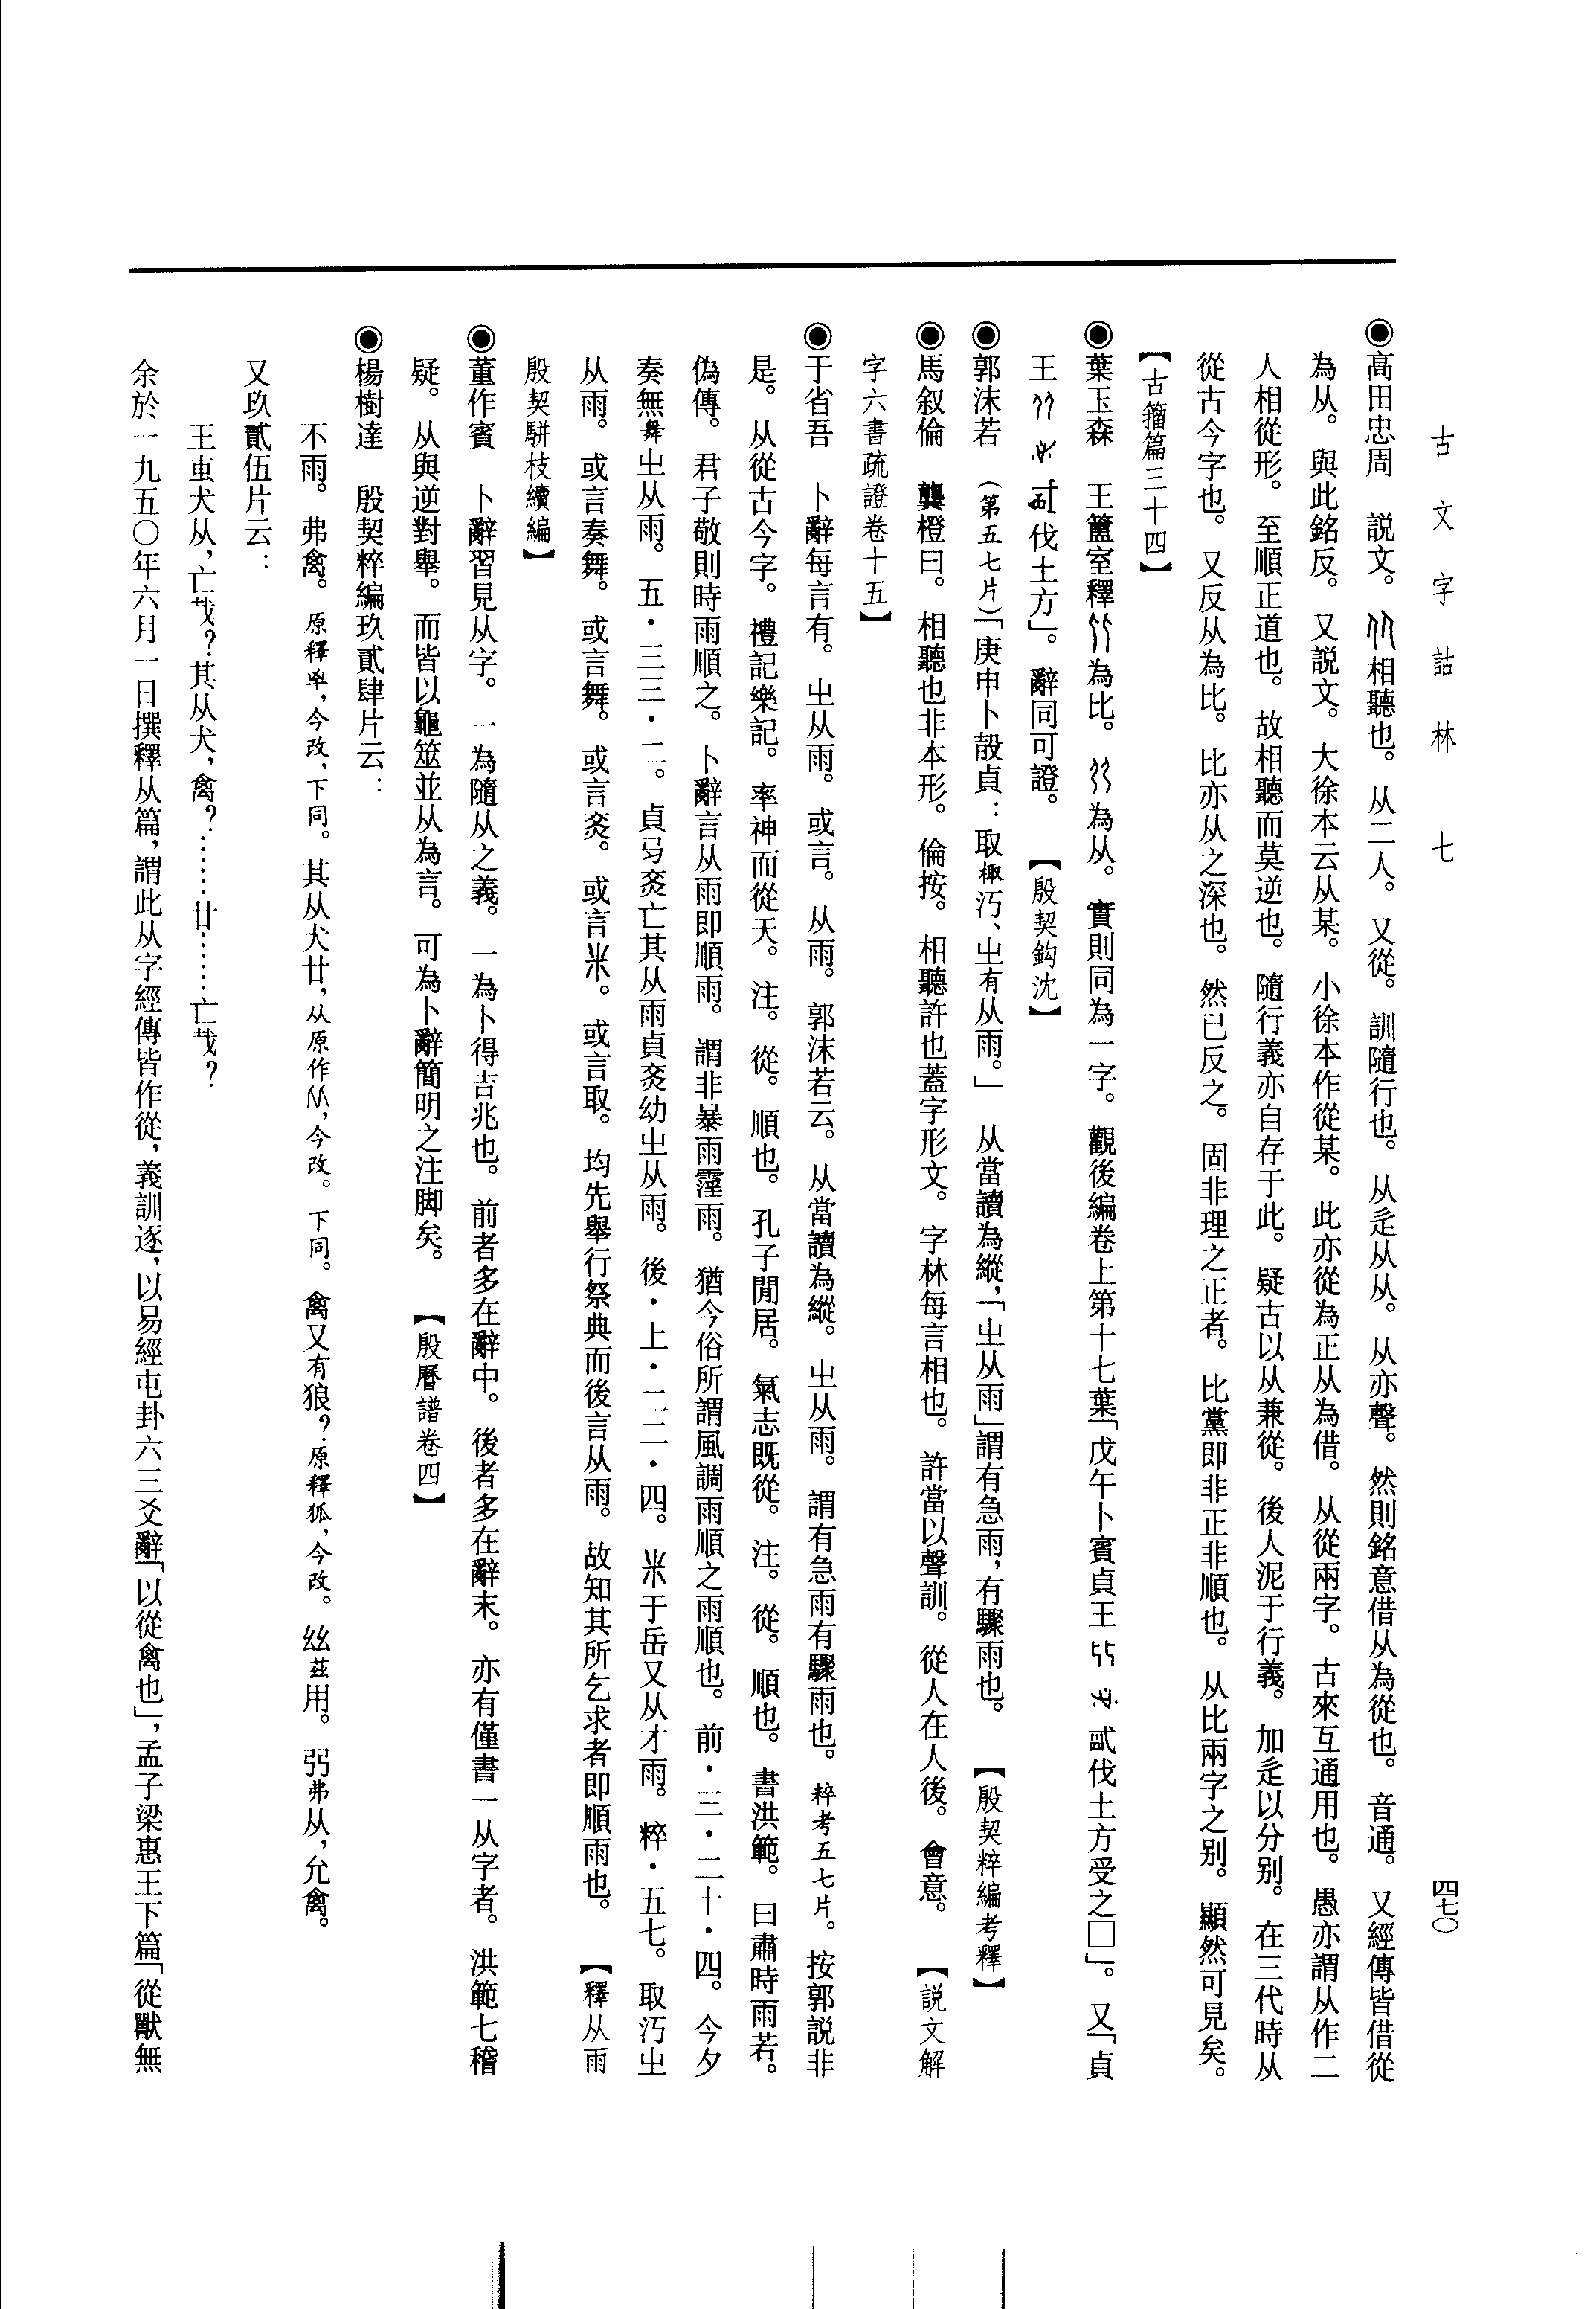 古文字詁林 七
四七〇
◉高田忠周 説文。相聽也。从二人。又從。訓隨行也。从辵从从。从亦聲。然則銘意借从為從也。音通。又經傳皆借從
為从。與此銘反。又説文。大徐本云从某。小徐本作從某。此亦從為正从為借。从從兩字。古來互通用也。愚亦謂从作二
人相從形。至順正道也。故相聽而莫逆也。隨行義亦自存于此。疑古以从兼從。後人泥于行義。加辵以分别。在三代時从
從古今字也。又反从為比。比亦从之深也。然已反之。固非理之正者。比黨即非正非順也。从比兩字之别。顯然可見矣。
【古籀篇三十四】
◉葉玉森 王簠室釋為比。為从。實則同為一字。觀後編卷上第十七葉「戊午卜賓貞王伐土方受之□」。又「貞
王伐土方」。辭同可證。 【殷契鈎沈】
◉郭沫若 (第五七片)「庚申卜㱿貞:取棷汅、㞢有从雨。」 从當讀為縱,「㞢从雨」謂有急雨,有驟雨也。 【殷契粹編考釋】
◉馬叙倫 龔橙曰。相聽也非本形。倫按。相聽許也蓋字形文。字林每言相也。許當以聲訓。從人在人後。會意。 【説文解
字六書疏證卷十五】
◉于省吾 卜辭每言有。㞢从雨。或言。从雨。郭沫若云。从當讀為縱。㞢从雨。謂有急雨有驟雨也。粹考五七片。按郭説非
是。从從古今字。禮記樂記。率神而從天。注。從。順也。孔子閒居。氣志既從。注。從。順也。書洪範。曰肅時雨若。
偽傳。君子敬則時雨順之。卜辭言从雨即順雨。謂非暴雨霪雨。猶今俗所謂風調雨順之雨順也。前·三·二十·四。今夕
奏無舞㞢从雨。五·三三·二。貞㝵烄亡其从雨貞烄幼㞢从雨。後·上·二二·四。于岳又从才雨。粹·五七。取汅㞢
从雨。或言奏舞。或言舞。或言烄。或言。或言取。均先舉行祭典而後言从雨。故知其所乞求者即順雨也。 【釋从雨
殷契駢枝續編】
◉董作賓 卜辭習見从字。一為隨从之義。一為卜得吉兆也。前者多在辭中。後者多在辭末。亦有僅書一从字者。洪範七稽
疑。从與逆對舉。而皆以龜筮並从為言。可為卜辭簡明之注脚矣。 【殷曆譜卷四】
◉楊樹達 殷契粹編玖貳肆片云:
不雨。弗禽。原釋,今改,下同。其从犬廿,从原作,今改。下同。禽又有狼?原釋狐,今改。丝兹用。弜弗从,允禽。
又玖貳伍片云:
王叀犬从,亡𢦏?其从犬,禽?……廿……亡𢦏?
余於一九五〇年六月一日撰釋从篇,謂此从字經傳皆作從,義訓逐,以易經屯卦六三爻辭「以從禽也」,孟子梁惠王下篇「從獸無